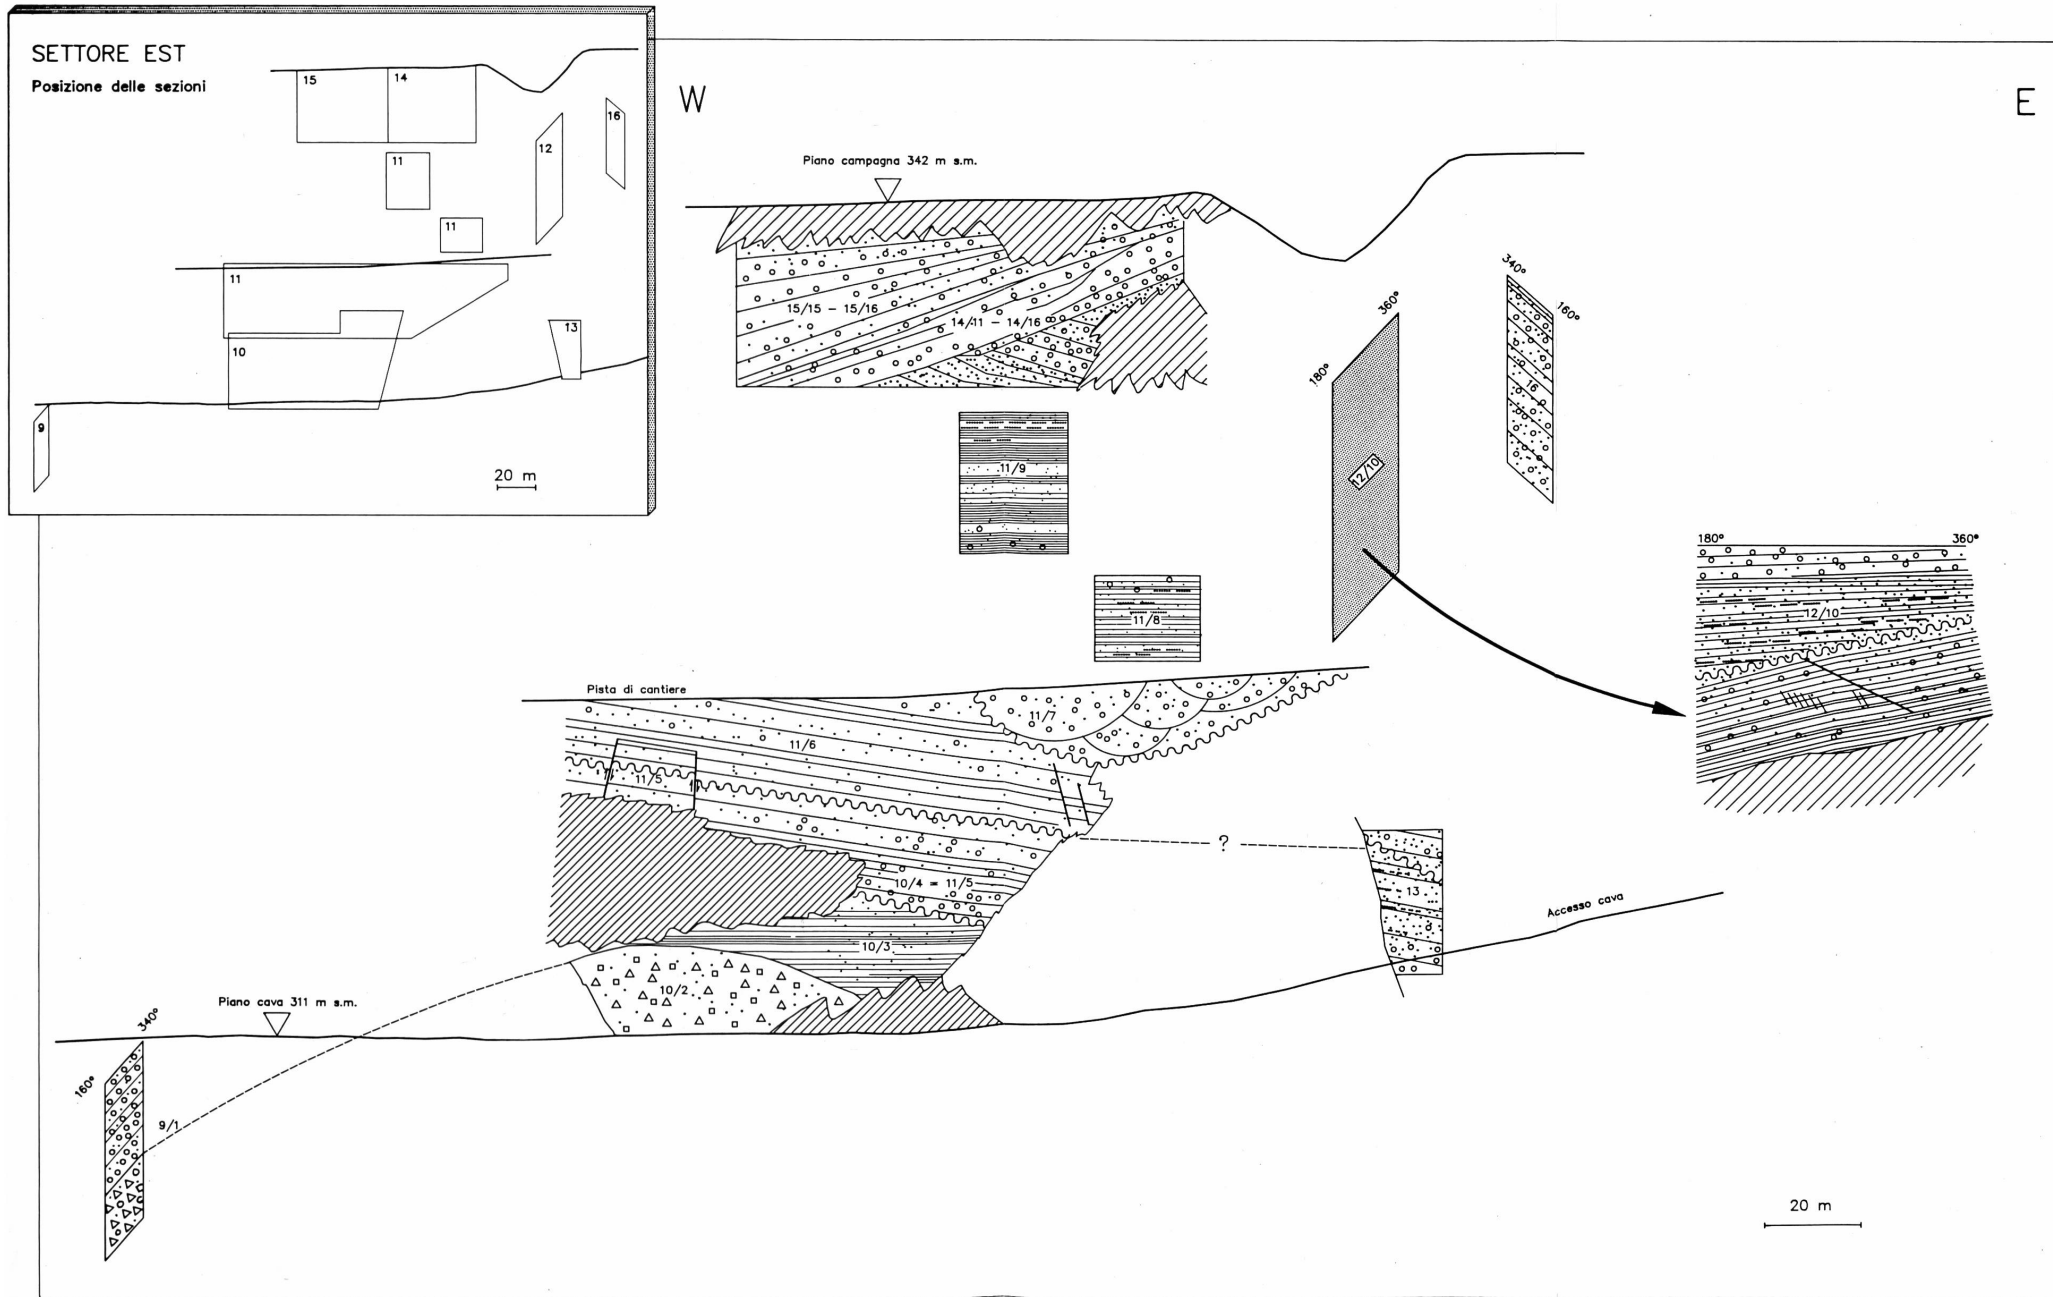 SETTORE EST
Posizione delle sezioni
15
14
16
12
11
11
11
13
10
9
20 m
W
E
Piano campagna 342 m s.m.
340°
160°
360°
180°
15/15 - 15/16
14/11 - 14/16
16
11/9
12/10
180°
360°
12/10
11/8
Pista di cantiere
11/7
11/6
11/5
?
10/4 = 11/5
13
Accesso cava
10/3
10/2
Piano cava 311 m s.m.
340°
160°
9/1
20 m